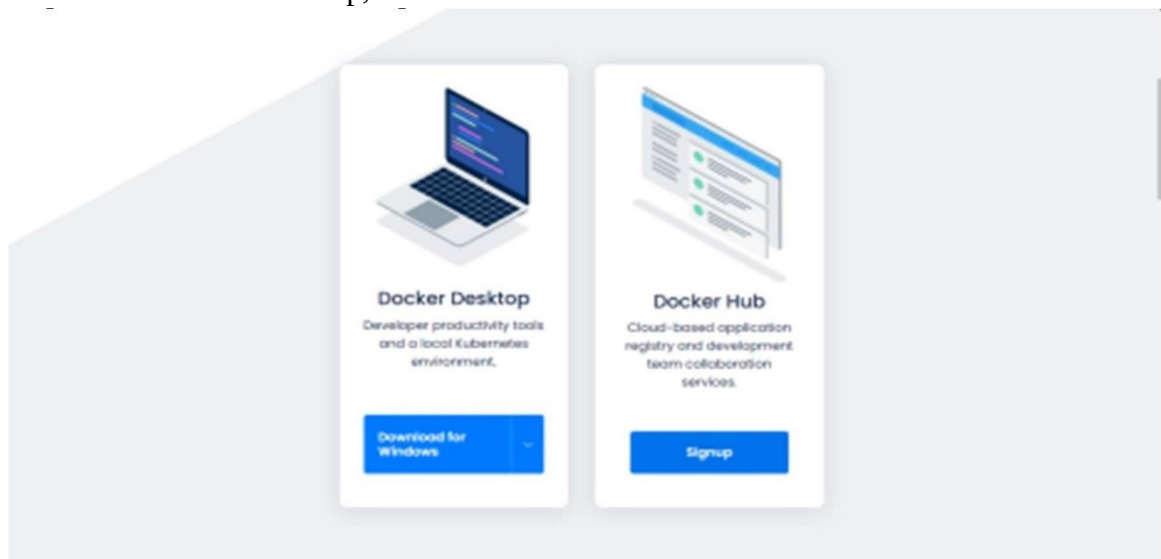 Docker Desktop
Developer productivity tools
and a local Kubernetes
environment.
Download for
Windows
Docker Hub
Cloud-based application
registry and development
team collaboration
services.
Signup